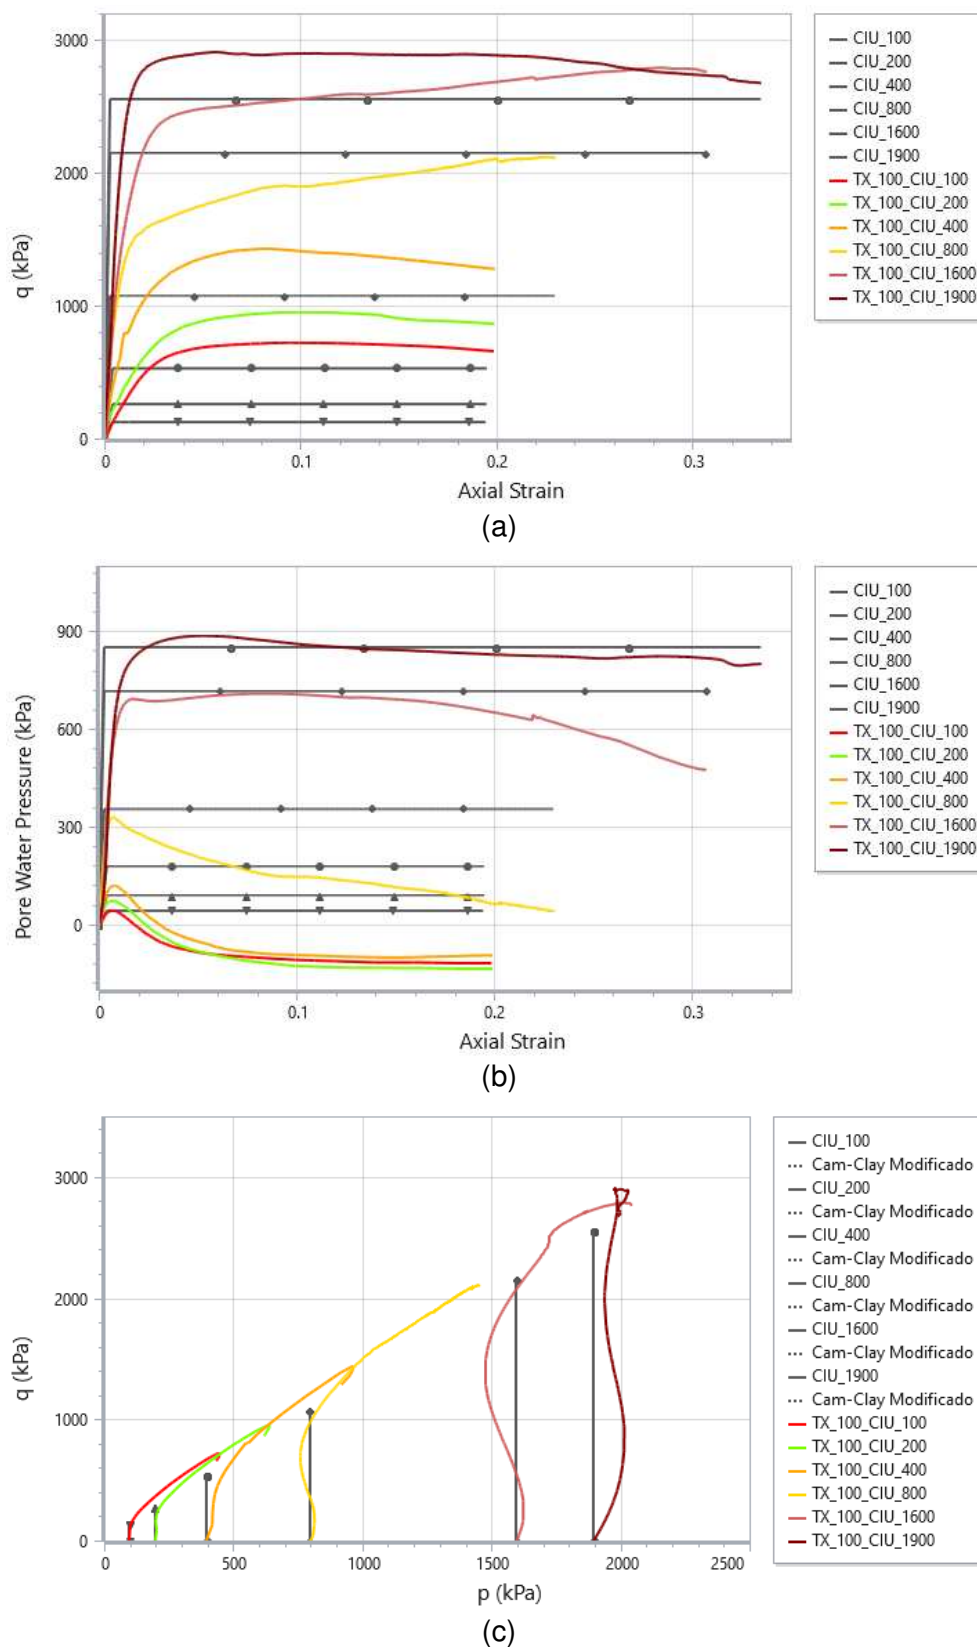 3000
2000
1000
0
q (kPa)
0
0.1
0.2
0.3
Axial Strain
CIU_100
CIU_200
CIU_400
CIU_800
CIU_1600
CIU_1900
TX_100_CIU_100
TX_100_CIU_200
TX_100_CIU_400
TX_100_CIU_800
TX_100_CIU_1600
TX_100_CIU_1900
(a)
900
600
300
0
Pore Water Pressure (kPa)
0
0.1
0.2
0.3
Axial Strain
CIU_100
CIU_200
CIU_400
CIU_800
CIU_1600
CIU_1900
TX_100_CIU_100
TX_100_CIU_200
TX_100_CIU_400
TX_100_CIU_800
TX_100_CIU_1600
TX_100_CIU_1900
(b)
3000
2000
1000
0
q (kPa)
0
500
1000
1500
2000
2500
p (kPa)
CIU_100
Cam-Clay Modificado
CIU_200
Cam-Clay Modificado
CIU_400
Cam-Clay Modificado
CIU_800
Cam-Clay Modificado
CIU_1600
Cam-Clay Modificado
CIU_1900
Cam-Clay Modificado
TX_100_CIU_100
TX_100_CIU_200
TX_100_CIU_400
TX_100_CIU_800
TX_100_CIU_1600
TX_100_CIU_1900
(c)